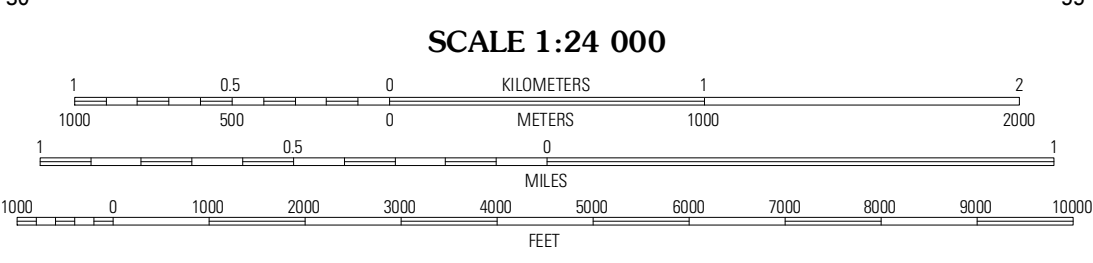 SCALE 1:24 000
1 0.5 0 KILOMETERS 1 2
1000 500 0 METERS 1000 2000
1 0.5 0 1
MILES
1000 0 1000 2000 3000 4000 5000 6000 7000 8000 9000 10000
FEET